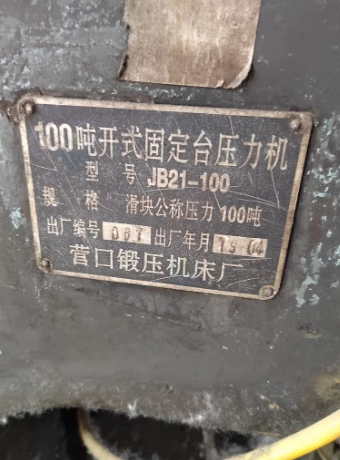 100吨开式固定台压力机
型号 JB21-100
规格 滑块公称压力100吨
出厂编号 出厂年月
营口锻压机床厂